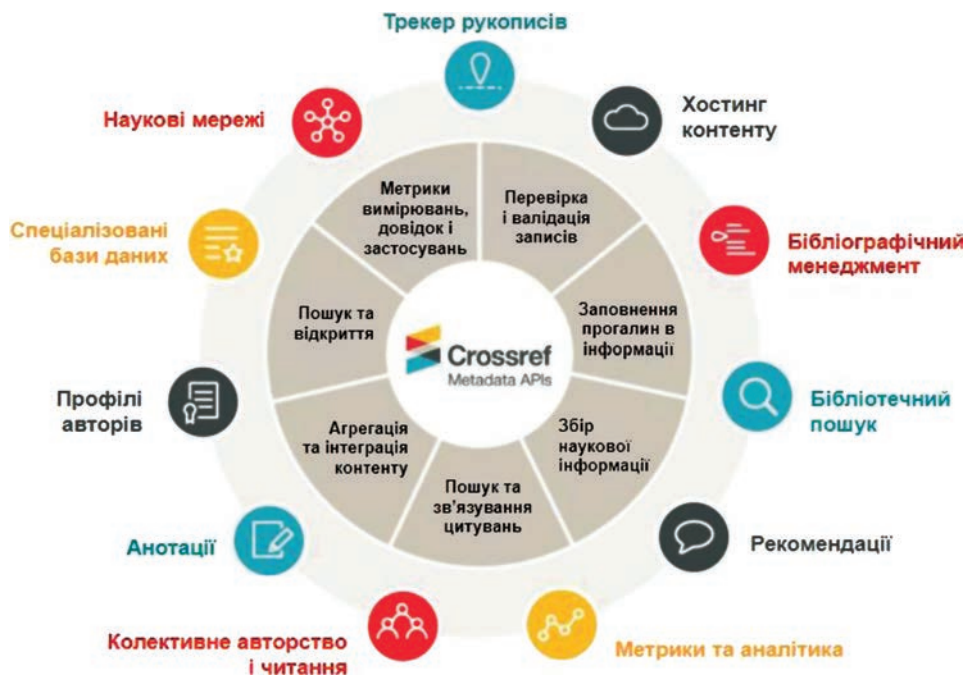 Трекер рукописів
Хостинг
контенту
Бібліографічний
менеджмент
Бібліотечний
пошук
Рекомендації
Метрики та аналітика
Колективне авторство
і читання
Анотації
Профілі
авторів
Спеціалізовані
бази даних
Наукові мережі
Метрики
вимірювань,
довідок і
застосувань
Перевірка
і валідація
записів
Заповнення
прогалин в
інформації
Збір
наукової
інформації
Пошук та
зв'язування
цитувань
Агрегація
та інтеграція
контенту
Пошук та
відкриття
Crossref
Metadata APIs